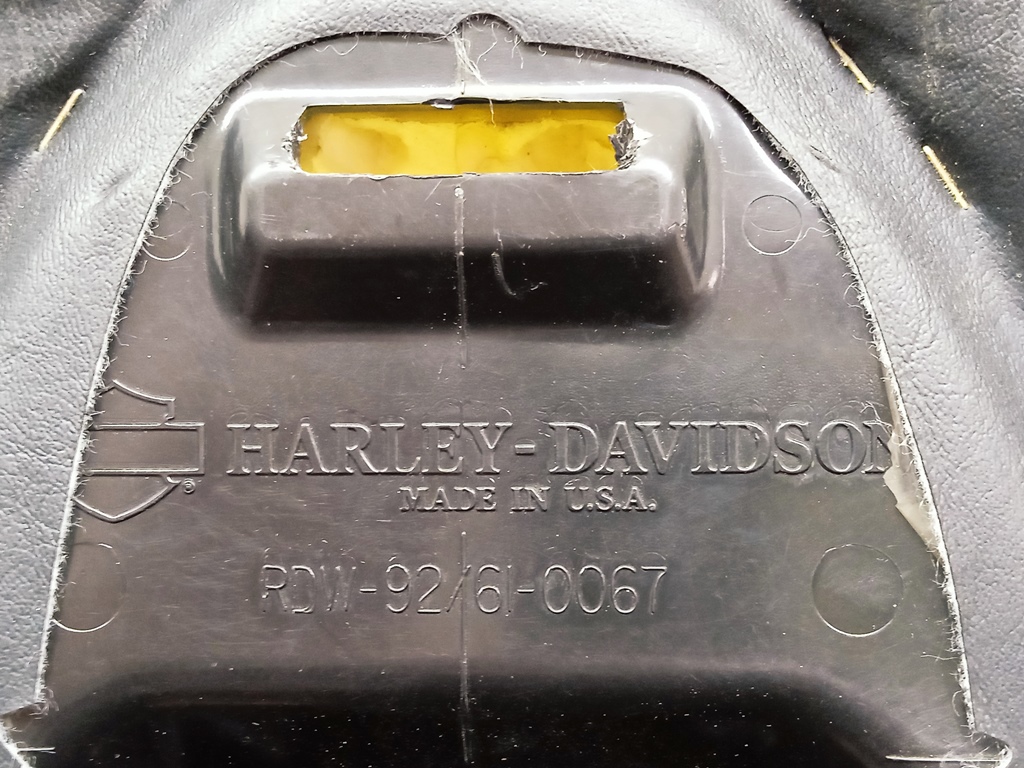 HARLEY-DAVIDSON
MADE IN U.S.A.
RDW-92/61-0067